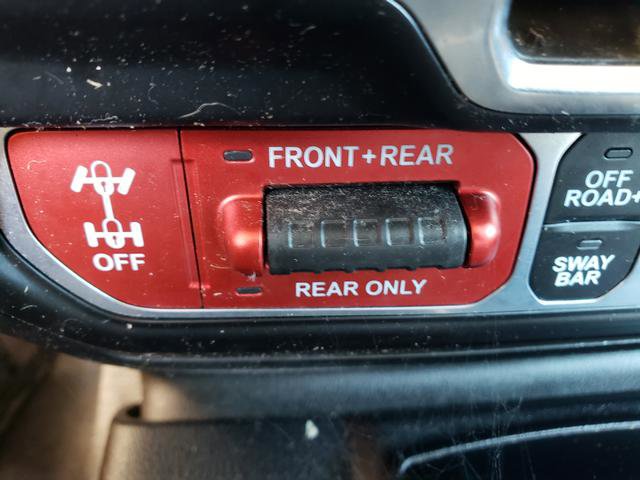 FRONT+REAR
OFF
REAR ONLY
OFF
ROAD+
SWAY
BAR